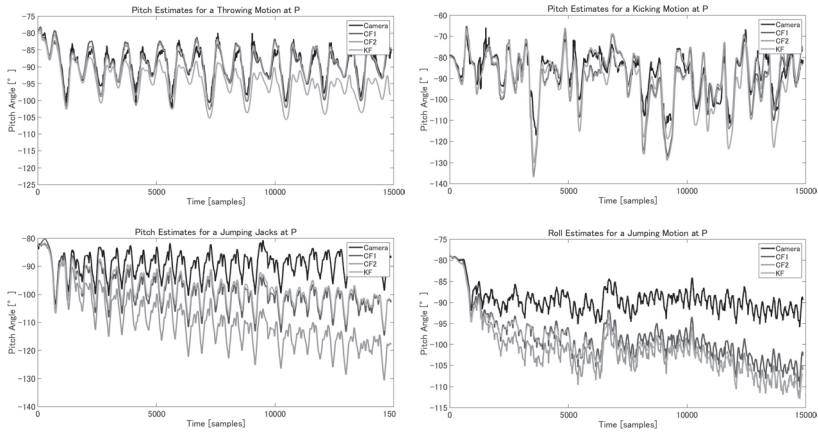 Pitch Estimates for a Throwing Motion at P
Pitch Angle [° ]
-75
-80
-85
-90
-95
-100
-105
-110
-115
-120
-125
0
5000
10000
15000
Time [samples]
Camera
CF1
CF2
KF
Pitch Estimates for a Kicking Motion at P
Pitch Angle [° ]
-60
-70
-80
-90
-100
-110
-120
-130
-140
0
5000
10000
15000
Time [samples]
Camera
CF1
CF2
KF
Pitch Estimates for a Jumping Jacks at P
Pitch Angle [° ]
-80
-90
-100
-110
-120
-130
-140
0
5000
10000
150
Time [samples]
Camera
CF1
CF2
KF
Roll Estimates for a Jumping Motion at P
Pitch Angle [° ]
-75
-80
-85
-90
-95
-100
-105
-110
-115
0
5000
10000
15000
Time [samples]
Camera
CF1
CF2
KF